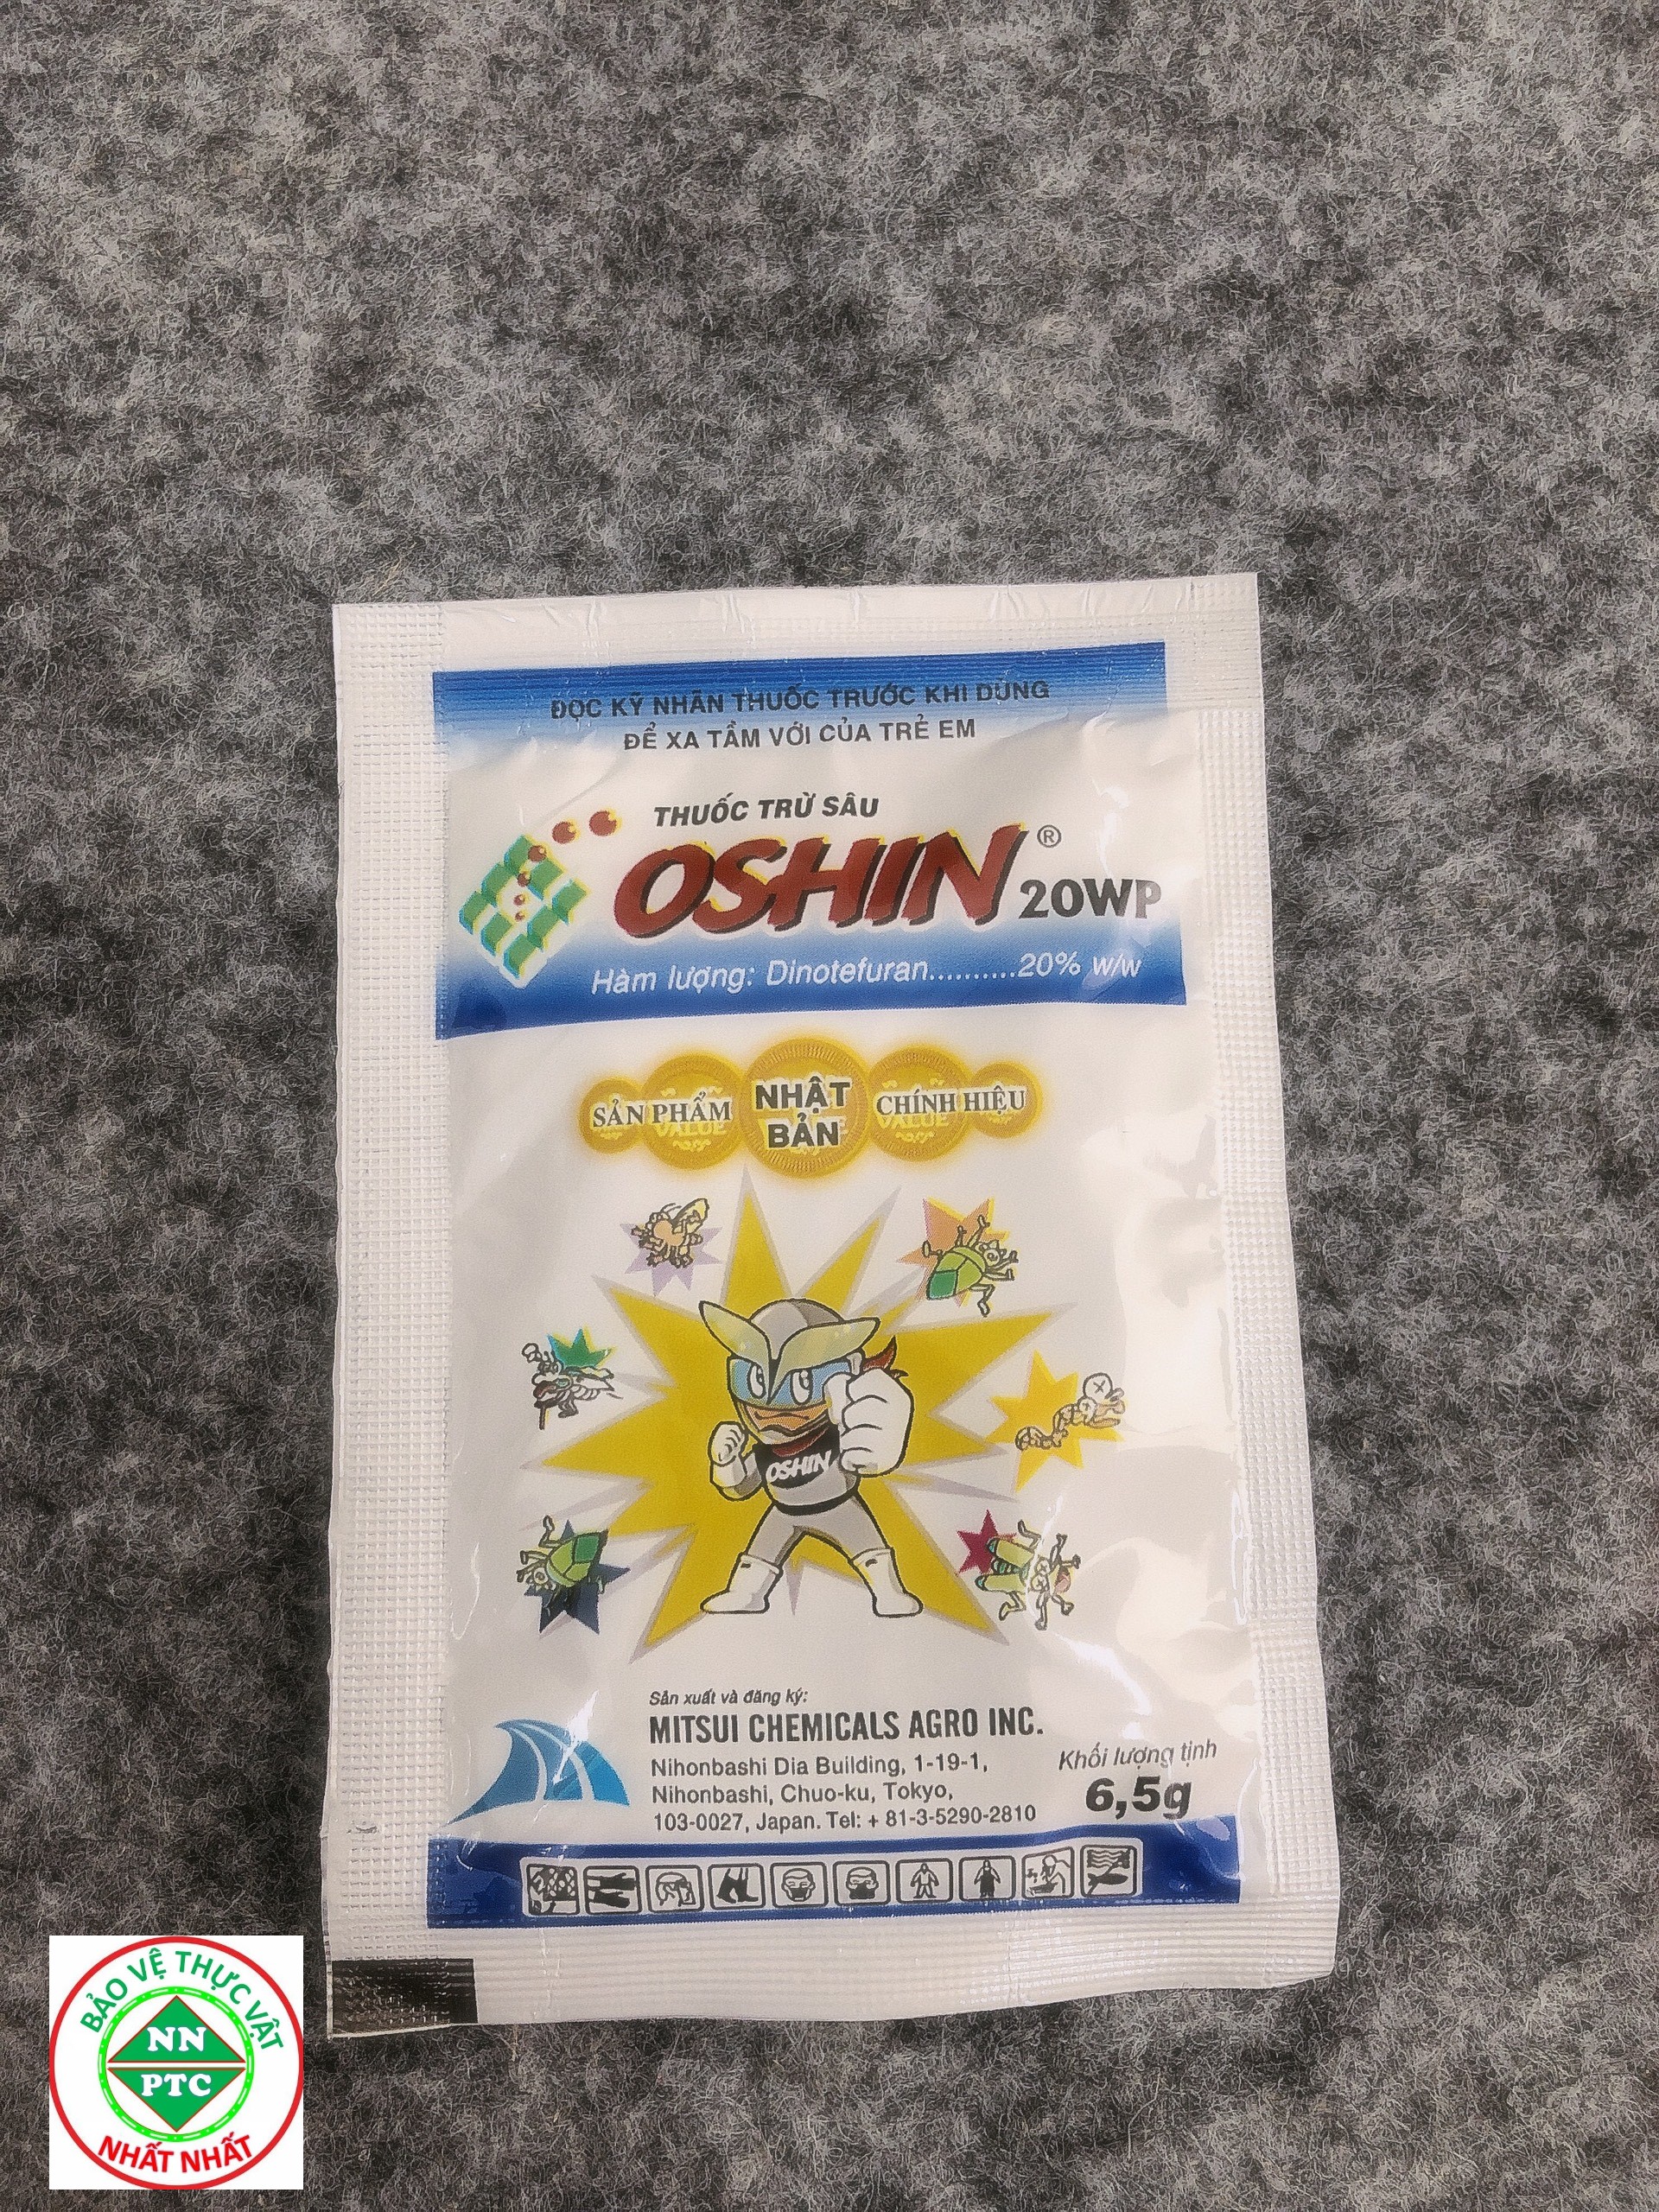 ĐỌC KỸ NHÃN THUỐC TRƯỚC KHI DÙNG
ĐỂ XA TẦM VỚI CỦA TRẺ EM
THUỐC TRỪ SÂU
OSHIN® 20WP
Hàm lượng: Dinotefuran..........20% w/w
SẢN PHẨM NHẬT BẢN CHÍNH HIỆU
VALUE VALUE
OSHIN
Sản xuất và đăng ký:
MITSUI CHEMICALS AGRO INC.
Nihonbashi Dia Building, 1-19-1,
Nihonbashi, Chuo-ku, Tokyo,
103-0027, Japan. Tel: + 81-3-5290-2810
Khối lượng tịnh
6,5g
BẢO VỆ THỰC VẬT
NN
PTC
NHẤT NHẤT